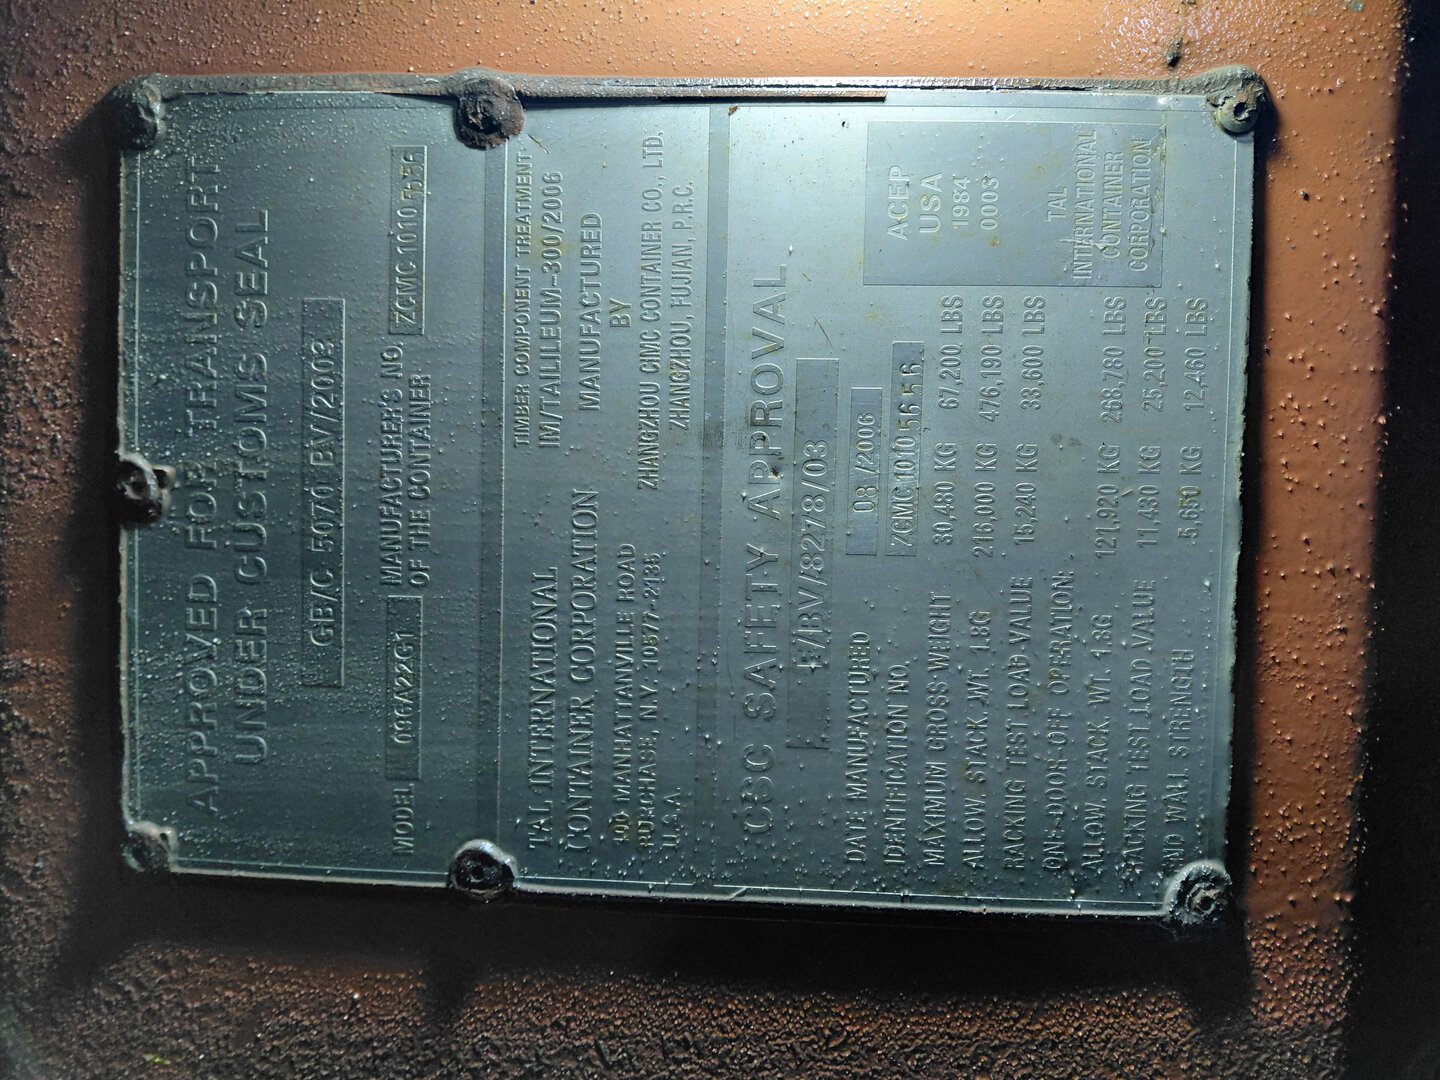 APPROVED FOR TRANSPORT
UNDER CUSTOMS SEAL
GB/C 5070 BV/2003
MODEL 096A22G1
MANUFACTURER'S NO. OF THE CONTAINER ZCMC 1010 5656
TIMBER COMPONENT TREATMENT
IM/TAILILEUM-300/2006
MANUFACTURED
BY
ZHANGZHOU CIMC CONTAINER CO., LTD.
ZHANGZHOU, FUJIAN, P.R.C.
TAL INTERNATIONAL
CONTAINER CORPORATION
100 MANHATTANVILLE ROAD
PURCHASE, N.Y. 10577-2135
U.S.A.
CSC SAFETY APPROVAL
F/BV/8218/03
DATE MANUFACTURED 08/2006
IDENTIFICATION NO. ZCMC 1010 5656
MAXIMUM GROSS WEIGHT 30,480 KG 67,200 LBS
ALLOW. STACK. WT. 1.8G 216,000 KG 476,190 LBS
RACKING TEST LOAD VALUE 15,240 KG 33,600 LBS
ONE-DOOR-OFF OPERATION:
ALLOW. STACK. WT. 1.8G 121,920 KG 268,780 LBS
RACKING TEST LOAD VALUE 11,430 KG 25,200 LBS
END WALL STRENGTH 5,650 KG 12,460 LBS
ACEP
USA
1984
0003
TAL
INTERNATIONAL
CONTAINER
CORPORATION